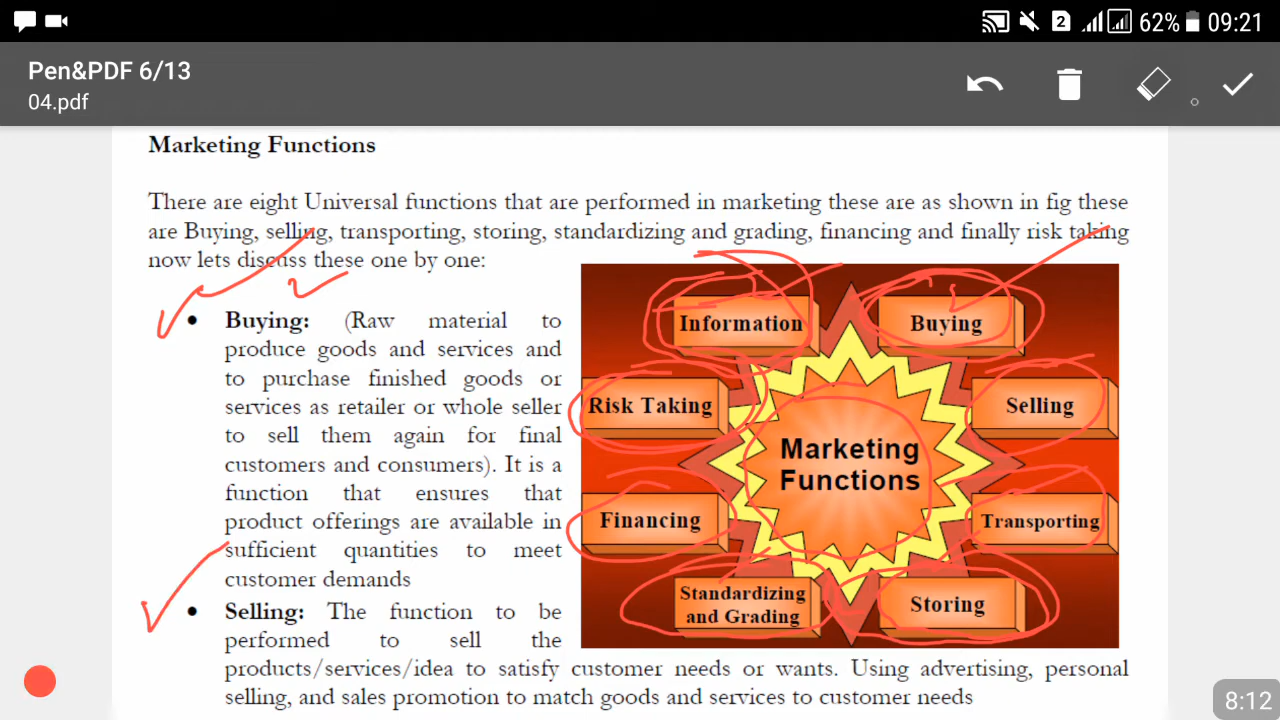 2 62% 09:21
Pen&PDF 6/13
04.pdf
Marketing Functions
There are eight Universal functions that are performed in marketing these are as shown in fig these
are Buying, selling, transporting, storing, standardizing and grading, financing and finally risk taking
now lets discuss these one by one:
• Buying: (Raw material to
produce goods and services and
to purchase finished goods or
services as retailer or whole seller
to sell them again for final
customers and consumers). It is a
function that ensures that
product offerings are available in
sufficient quantities to meet
customer demands
• Selling: The function to be
performed to sell the
products/services/idea to satisfy customer needs or wants. Using advertising, personal
selling, and sales promotion to match goods and services to customer needs
Information
Buying
Risk Taking
Selling
Marketing
Functions
Financing
Transporting
Standardizing
and Grading
Storing
8:12